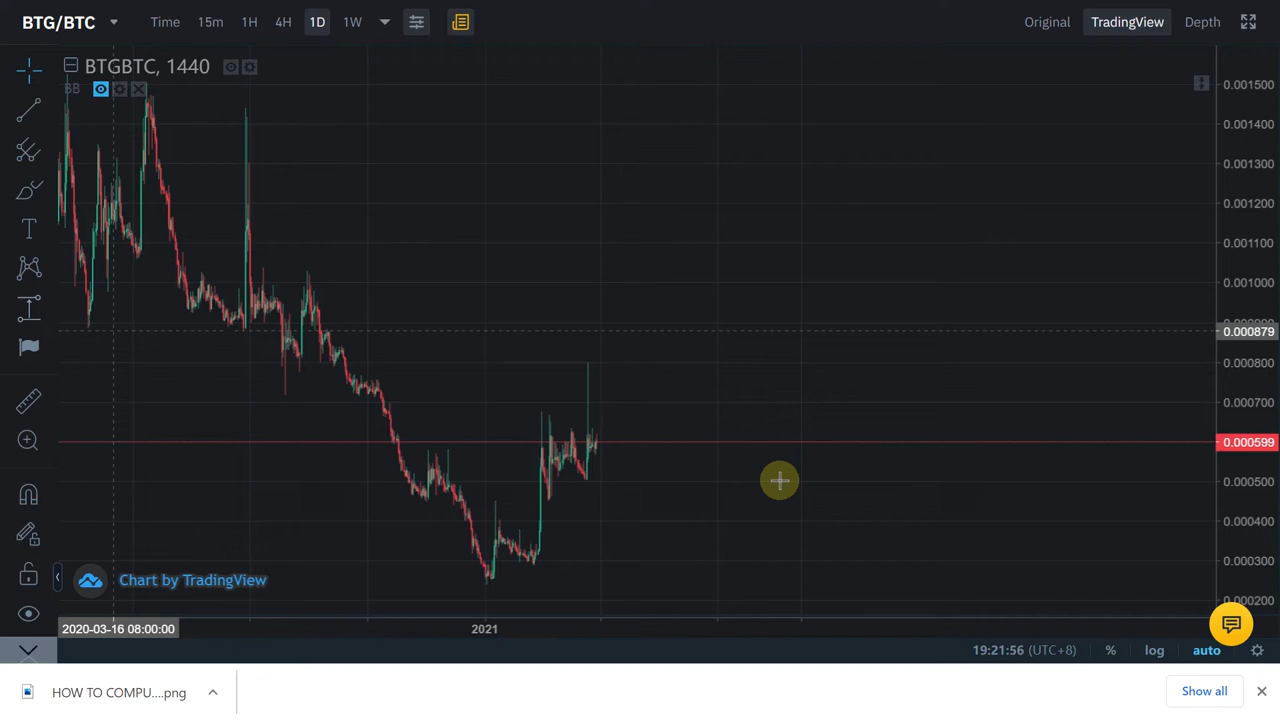 BTG/BTC Time 15m 1H 4H 1D 1W Original TradingView Depth
BTGBTC, 1440
BB
0.001500
0.001400
0.001300
0.001200
0.001100
0.001000
0.000900
0.000879
0.000800
0.000700
0.000599
0.000500
0.000400
0.000300
0.000200
Chart by TradingView
2020-03-16 08:00:00 2021
19:21:56 (UTC+8) % log auto
HOW TO COMPU....png Show all